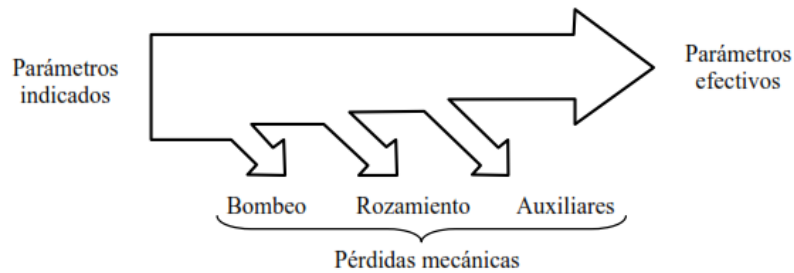 Parámetros
indicados
Parámetros
efectivos
Bombeo Rozamiento Auxiliares
Pérdidas mecánicas